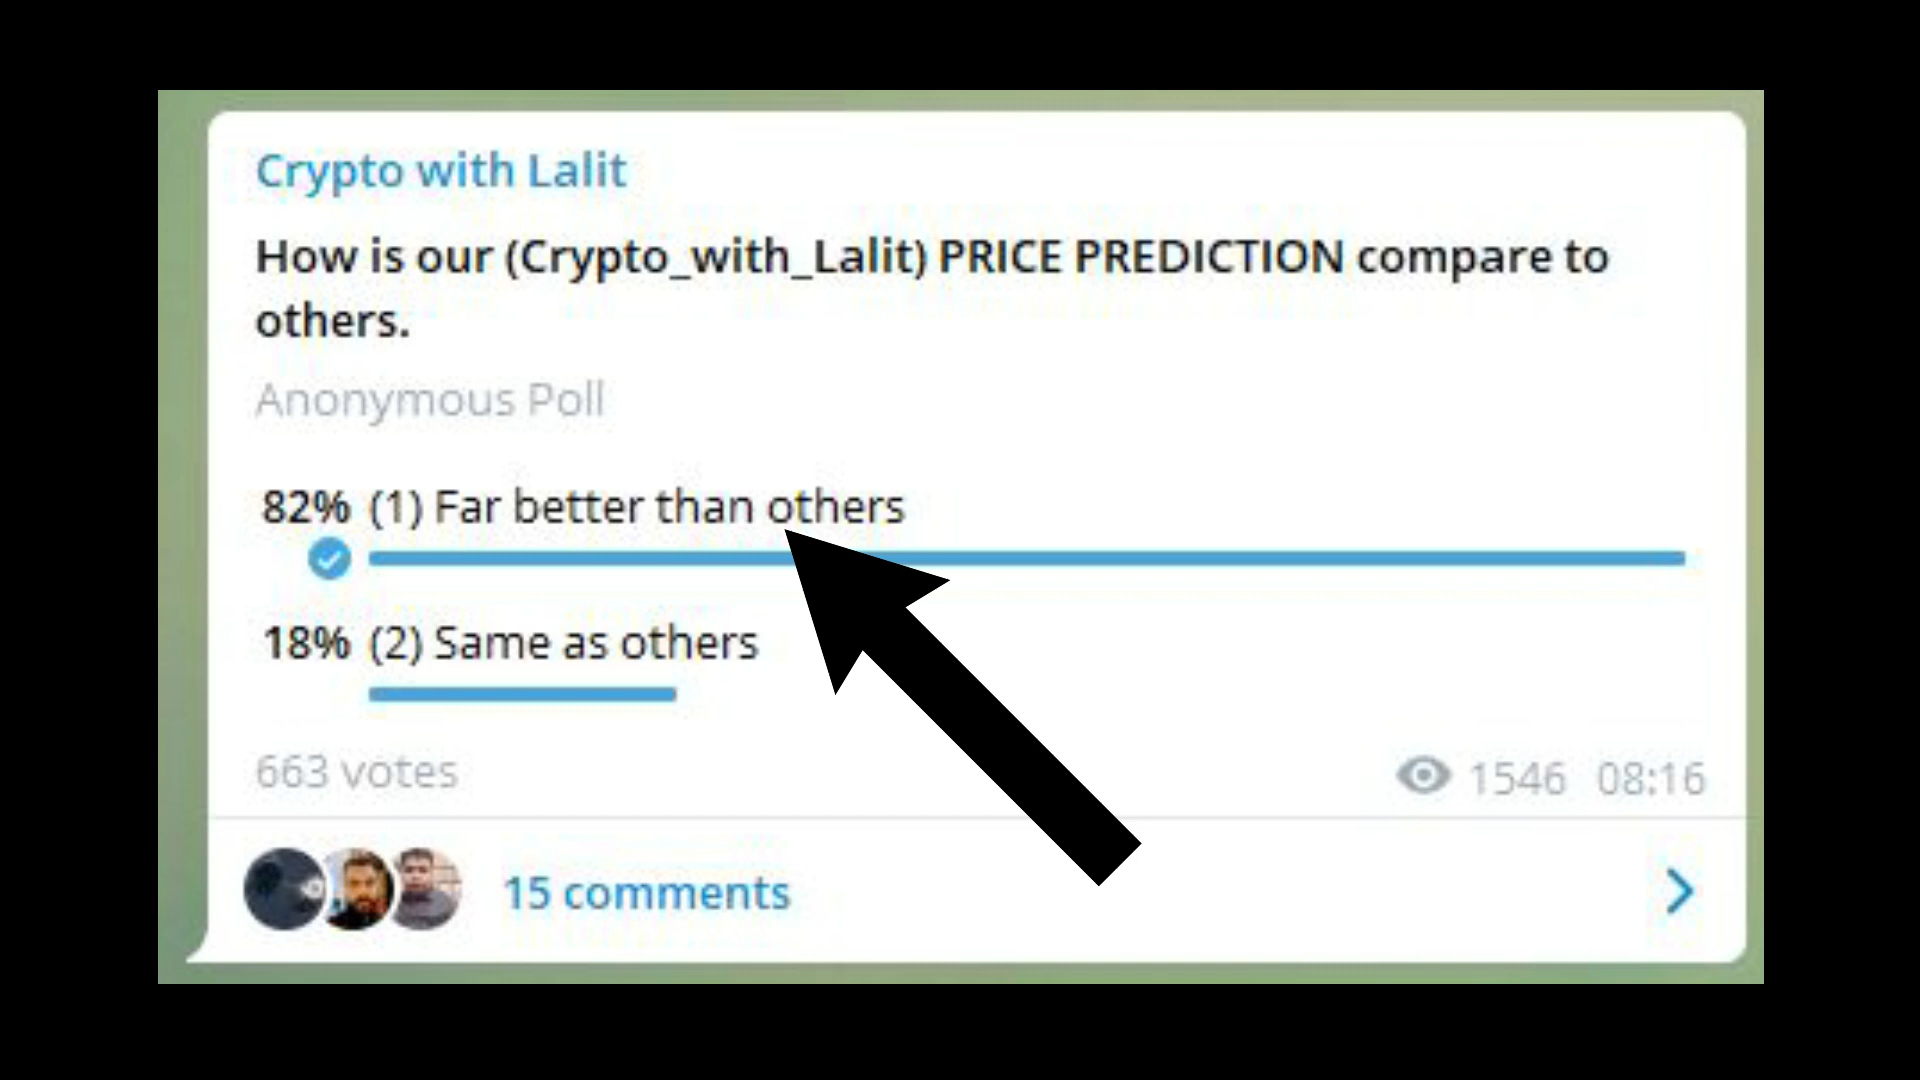 Crypto with Lalit
How is our (Crypto_with_Lalit) PRICE PREDICTION compare to
others.
Anonymous Poll
82% (1) Far better than others
18% (2) Same as others
663 votes 1546 08:16
15 comments